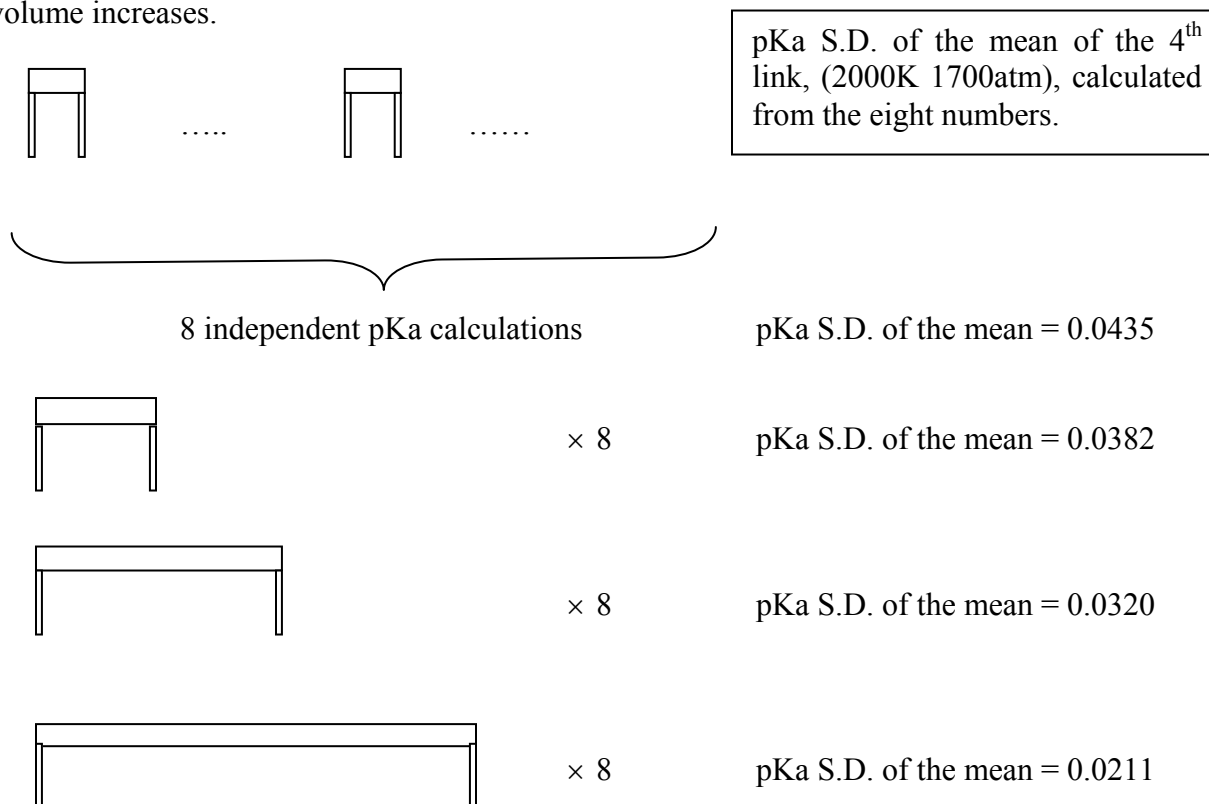 volume increases.
pKa S.D. of the mean of the 4th
link, (2000K 1700atm), calculated
from the eight numbers.
….. ……
8 independent pKa calculations pKa S.D. of the mean = 0.0435
× 8 pKa S.D. of the mean = 0.0382
× 8 pKa S.D. of the mean = 0.0320
× 8 pKa S.D. of the mean = 0.0211